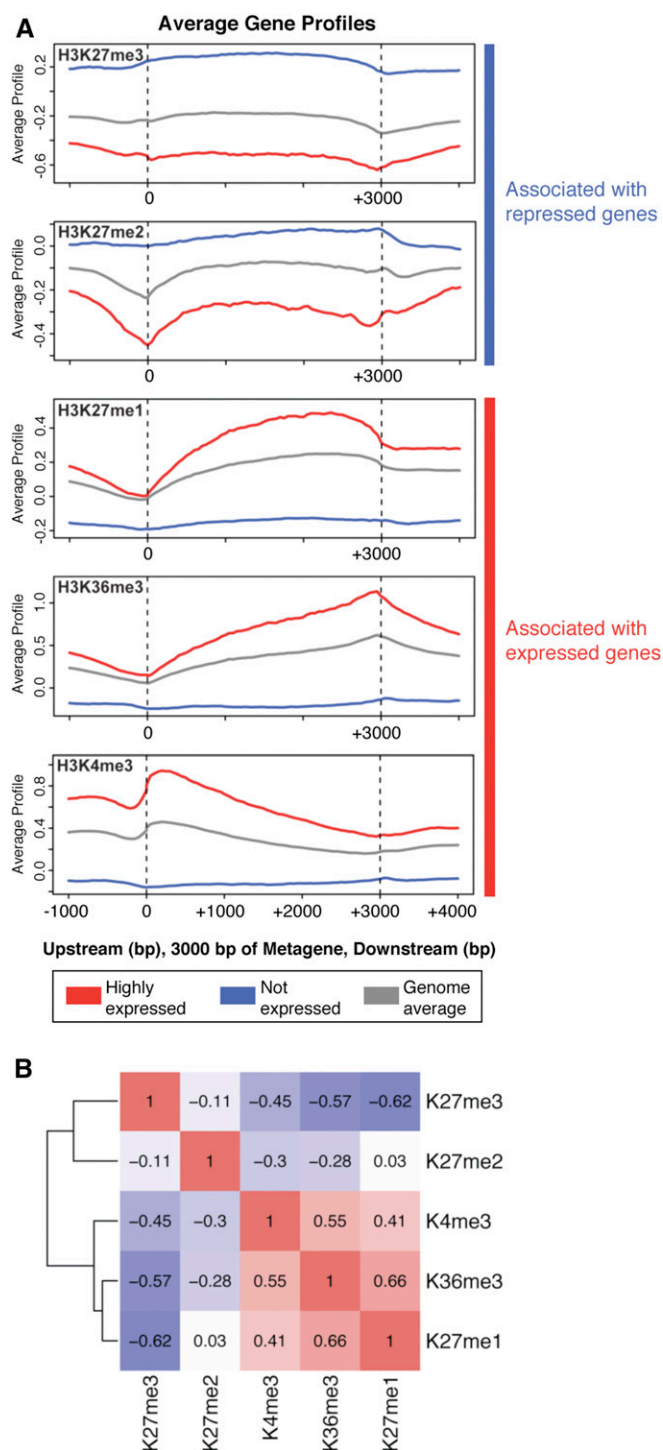 A
Average Gene Profiles
H3K27me3
Average Profile
0.2
-0.2
-0.6
0 +3000
H3K27me2
Average Profile
0.0
-0.2
-0.4
0 +3000
Associated with
repressed genes
H3K27me1
Average Profile
0.4
0.2
0.0
-0.2
0 +3000
H3K36me3
Average Profile
1.0
0.5
0.0
0 +3000
H3K4me3
Average Profile
0.8
0.4
0.0
-1000 0 +1000 +2000 +3000 +4000
Associated with
expressed genes
Upstream (bp), 3000 bp of Metagene, Downstream (bp)
Highly
expressed
Not
expressed
Genome
average
B
1 −0.11 −0.45 −0.57 −0.62 K27me3
−0.11 1 −0.3 −0.28 0.03 K27me2
−0.45 −0.3 1 0.55 0.41 K4me3
−0.57 −0.28 0.55 1 0.66 K36me3
−0.62 0.03 0.41 0.66 1 K27me1
K27me3 K27me2 K4me3 K36me3 K27me1